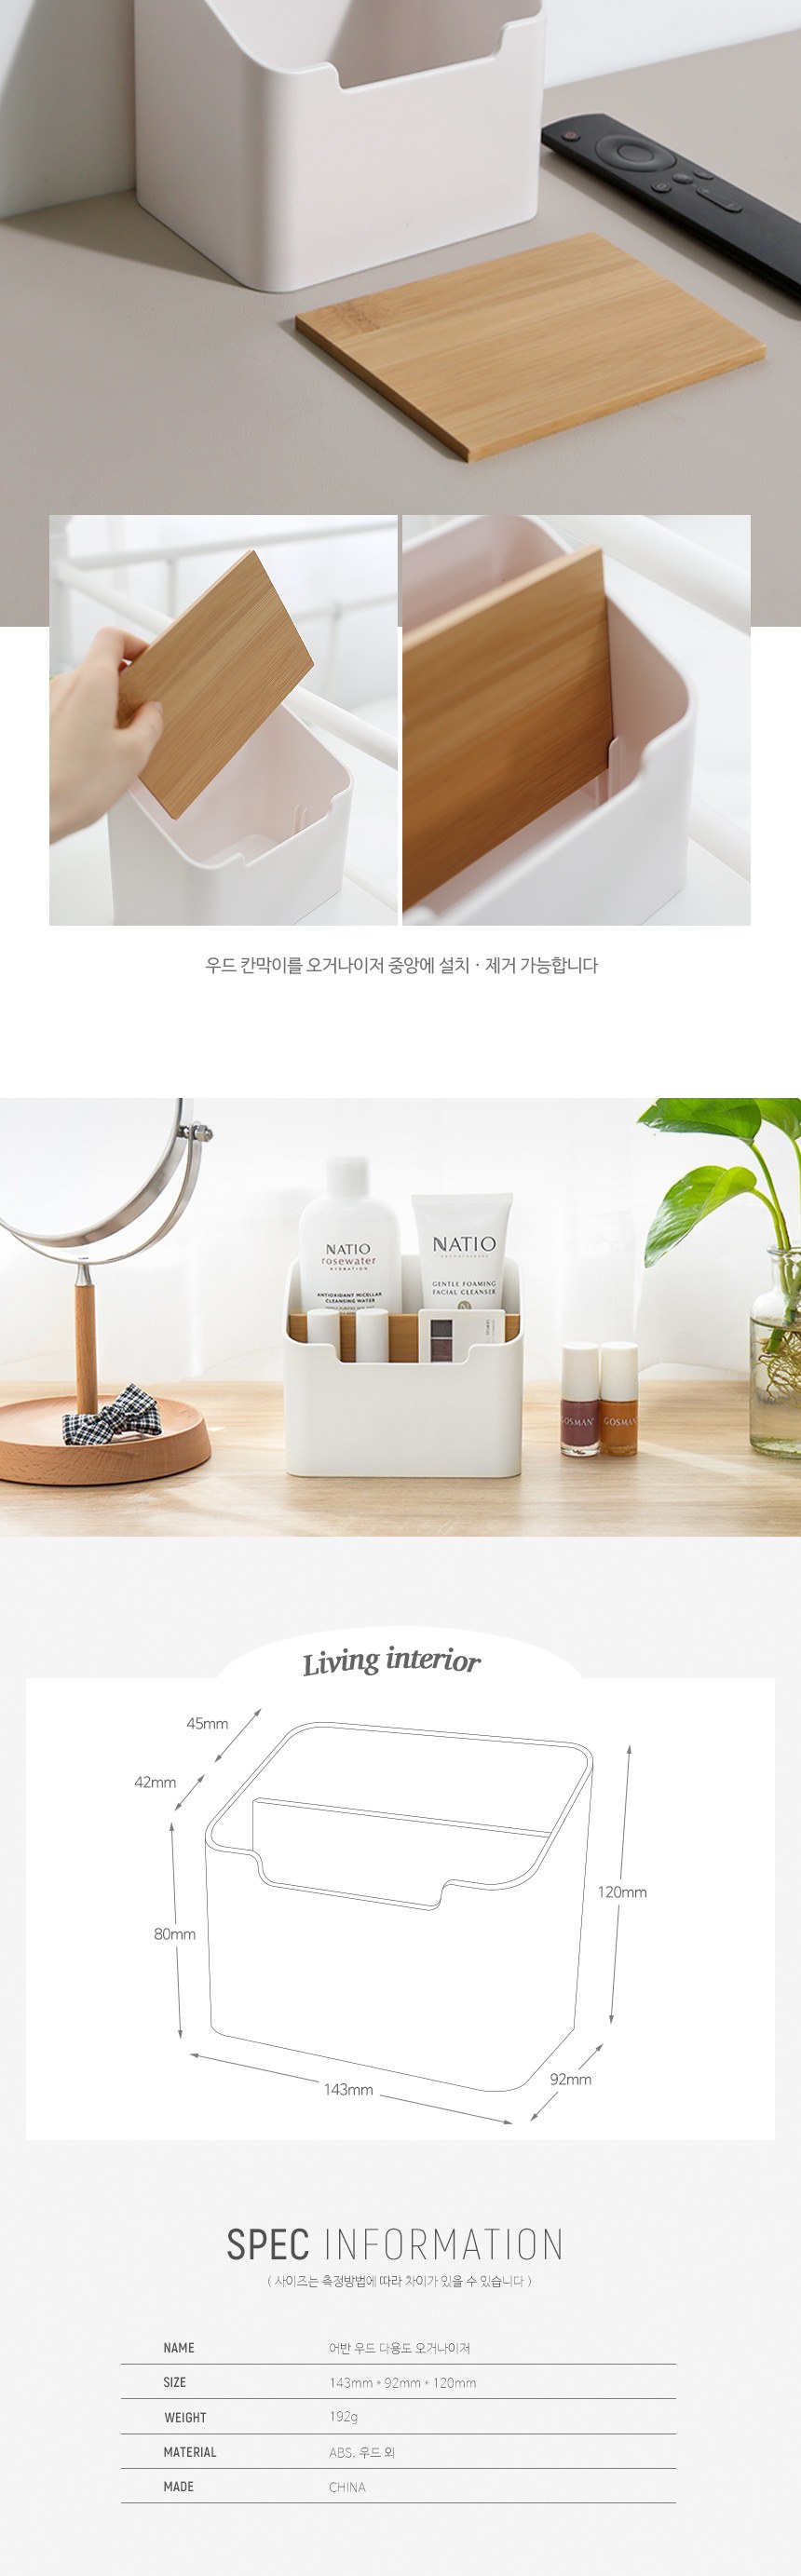 우드 칸막이를 오거나이저 중앙에 설치 · 제거 가능합니다
NATIO
rosewater
HYDRATION
ANTIOXIDANT MICELLAR
CLEANSING WATER
NATIO
AROMATHERAPY
GENTLE FOAMING
FACIAL CLEANSER
GOSMAN
GOSMAN
Living interior
45mm
42mm
80mm
120mm
143mm
92mm
SPEC INFORMATION
( 사이즈는 측정방법에 따라 차이가 있을 수 있습니다 )
NAME 어반 우드 다용도 오거나이저
SIZE 143mm * 92mm * 120mm
WEIGHT 192g
MATERIAL ABS, 우드 외
MADE CHINA